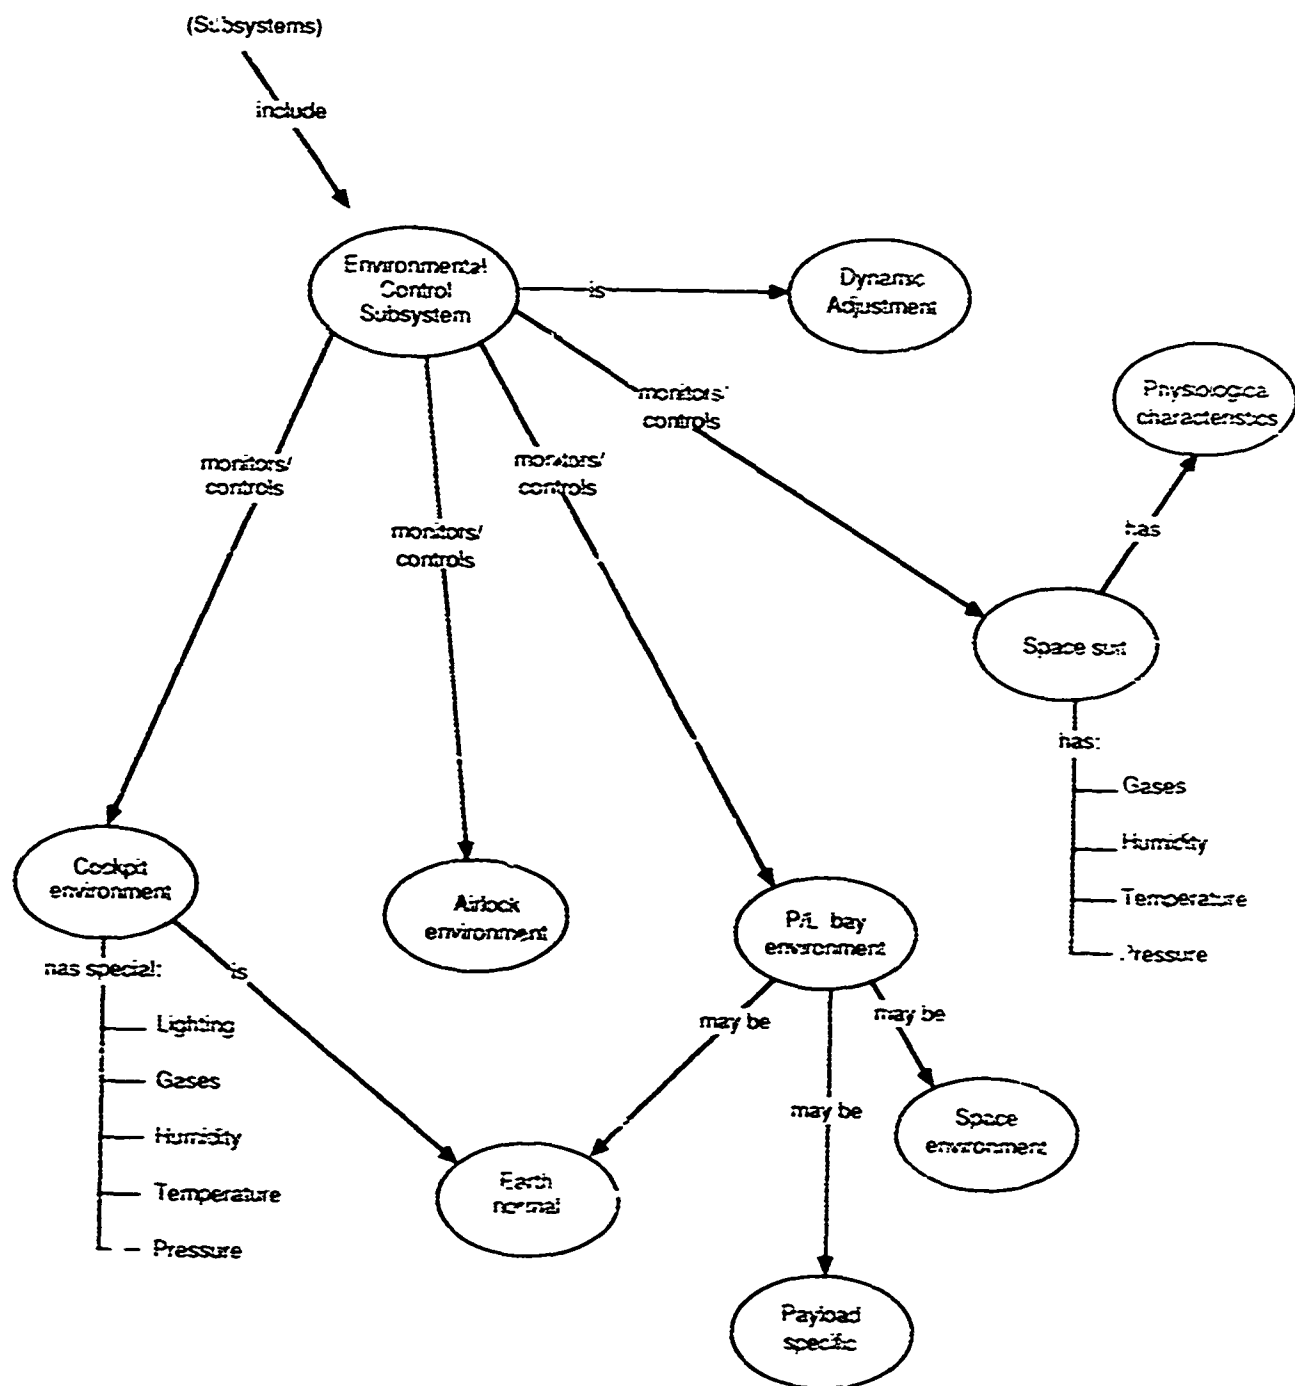 (Subsystems)
include
Environmental
Control
Subsystem
is
Dynamic
Adjustment
monitors/
controls
Physiological
characteristics
monitors/
controls
monitors/
controls
monitors/
controls
has
Space suit
has:
Gases
Humidity
Temperature
Pressure
Cockpit
environment
Airlock
environment
P/L bay
environment
has special:
is
Lighting
Gases
Humidity
Temperature
Pressure
may be
may be
may be
Space
environment
Earth
normal
Payload
specific